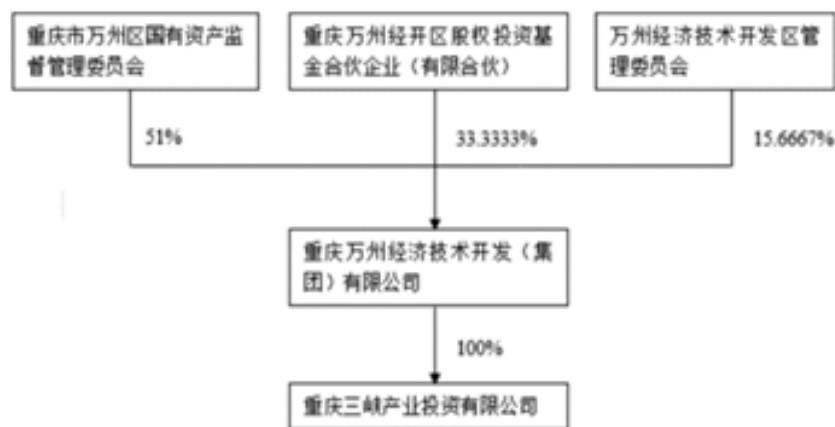 重庆市万州区国有资产监
督管理委员会
重庆万州经开区股权投资基
金合伙企业（有限合伙）
万州经济技术开发区管
理委员会
51%
33.3333%
15.6667%
重庆万州经济技术开发（集
团）有限公司
100%
重庆三峡产业投资有限公司